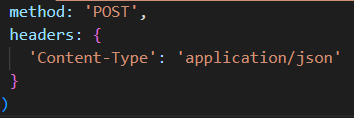 method: 'POST',
headers: {
'Content-Type': 'application/json'
}
)